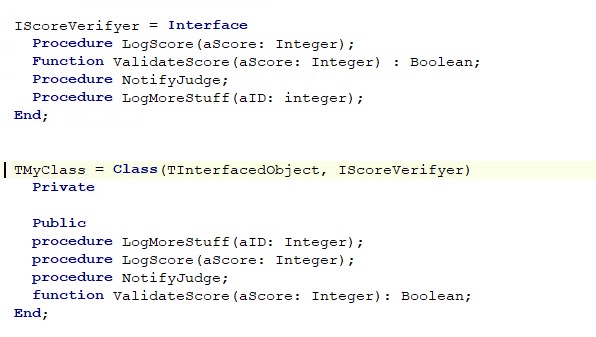 IScoreVerifyer = Interface
Procedure LogScore(aScore: Integer);
Function ValidateScore(aScore: Integer) : Boolean;
Procedure NotifyJudge;
Procedure LogMoreStuff(aID: integer);
End;
TMyClass = Class(TInterfacedObject, IScoreVerifyer)
Private
Public
procedure LogMoreStuff(aID: Integer);
procedure LogScore(aScore: Integer);
procedure NotifyJudge;
function ValidateScore(aScore: Integer): Boolean;
End;